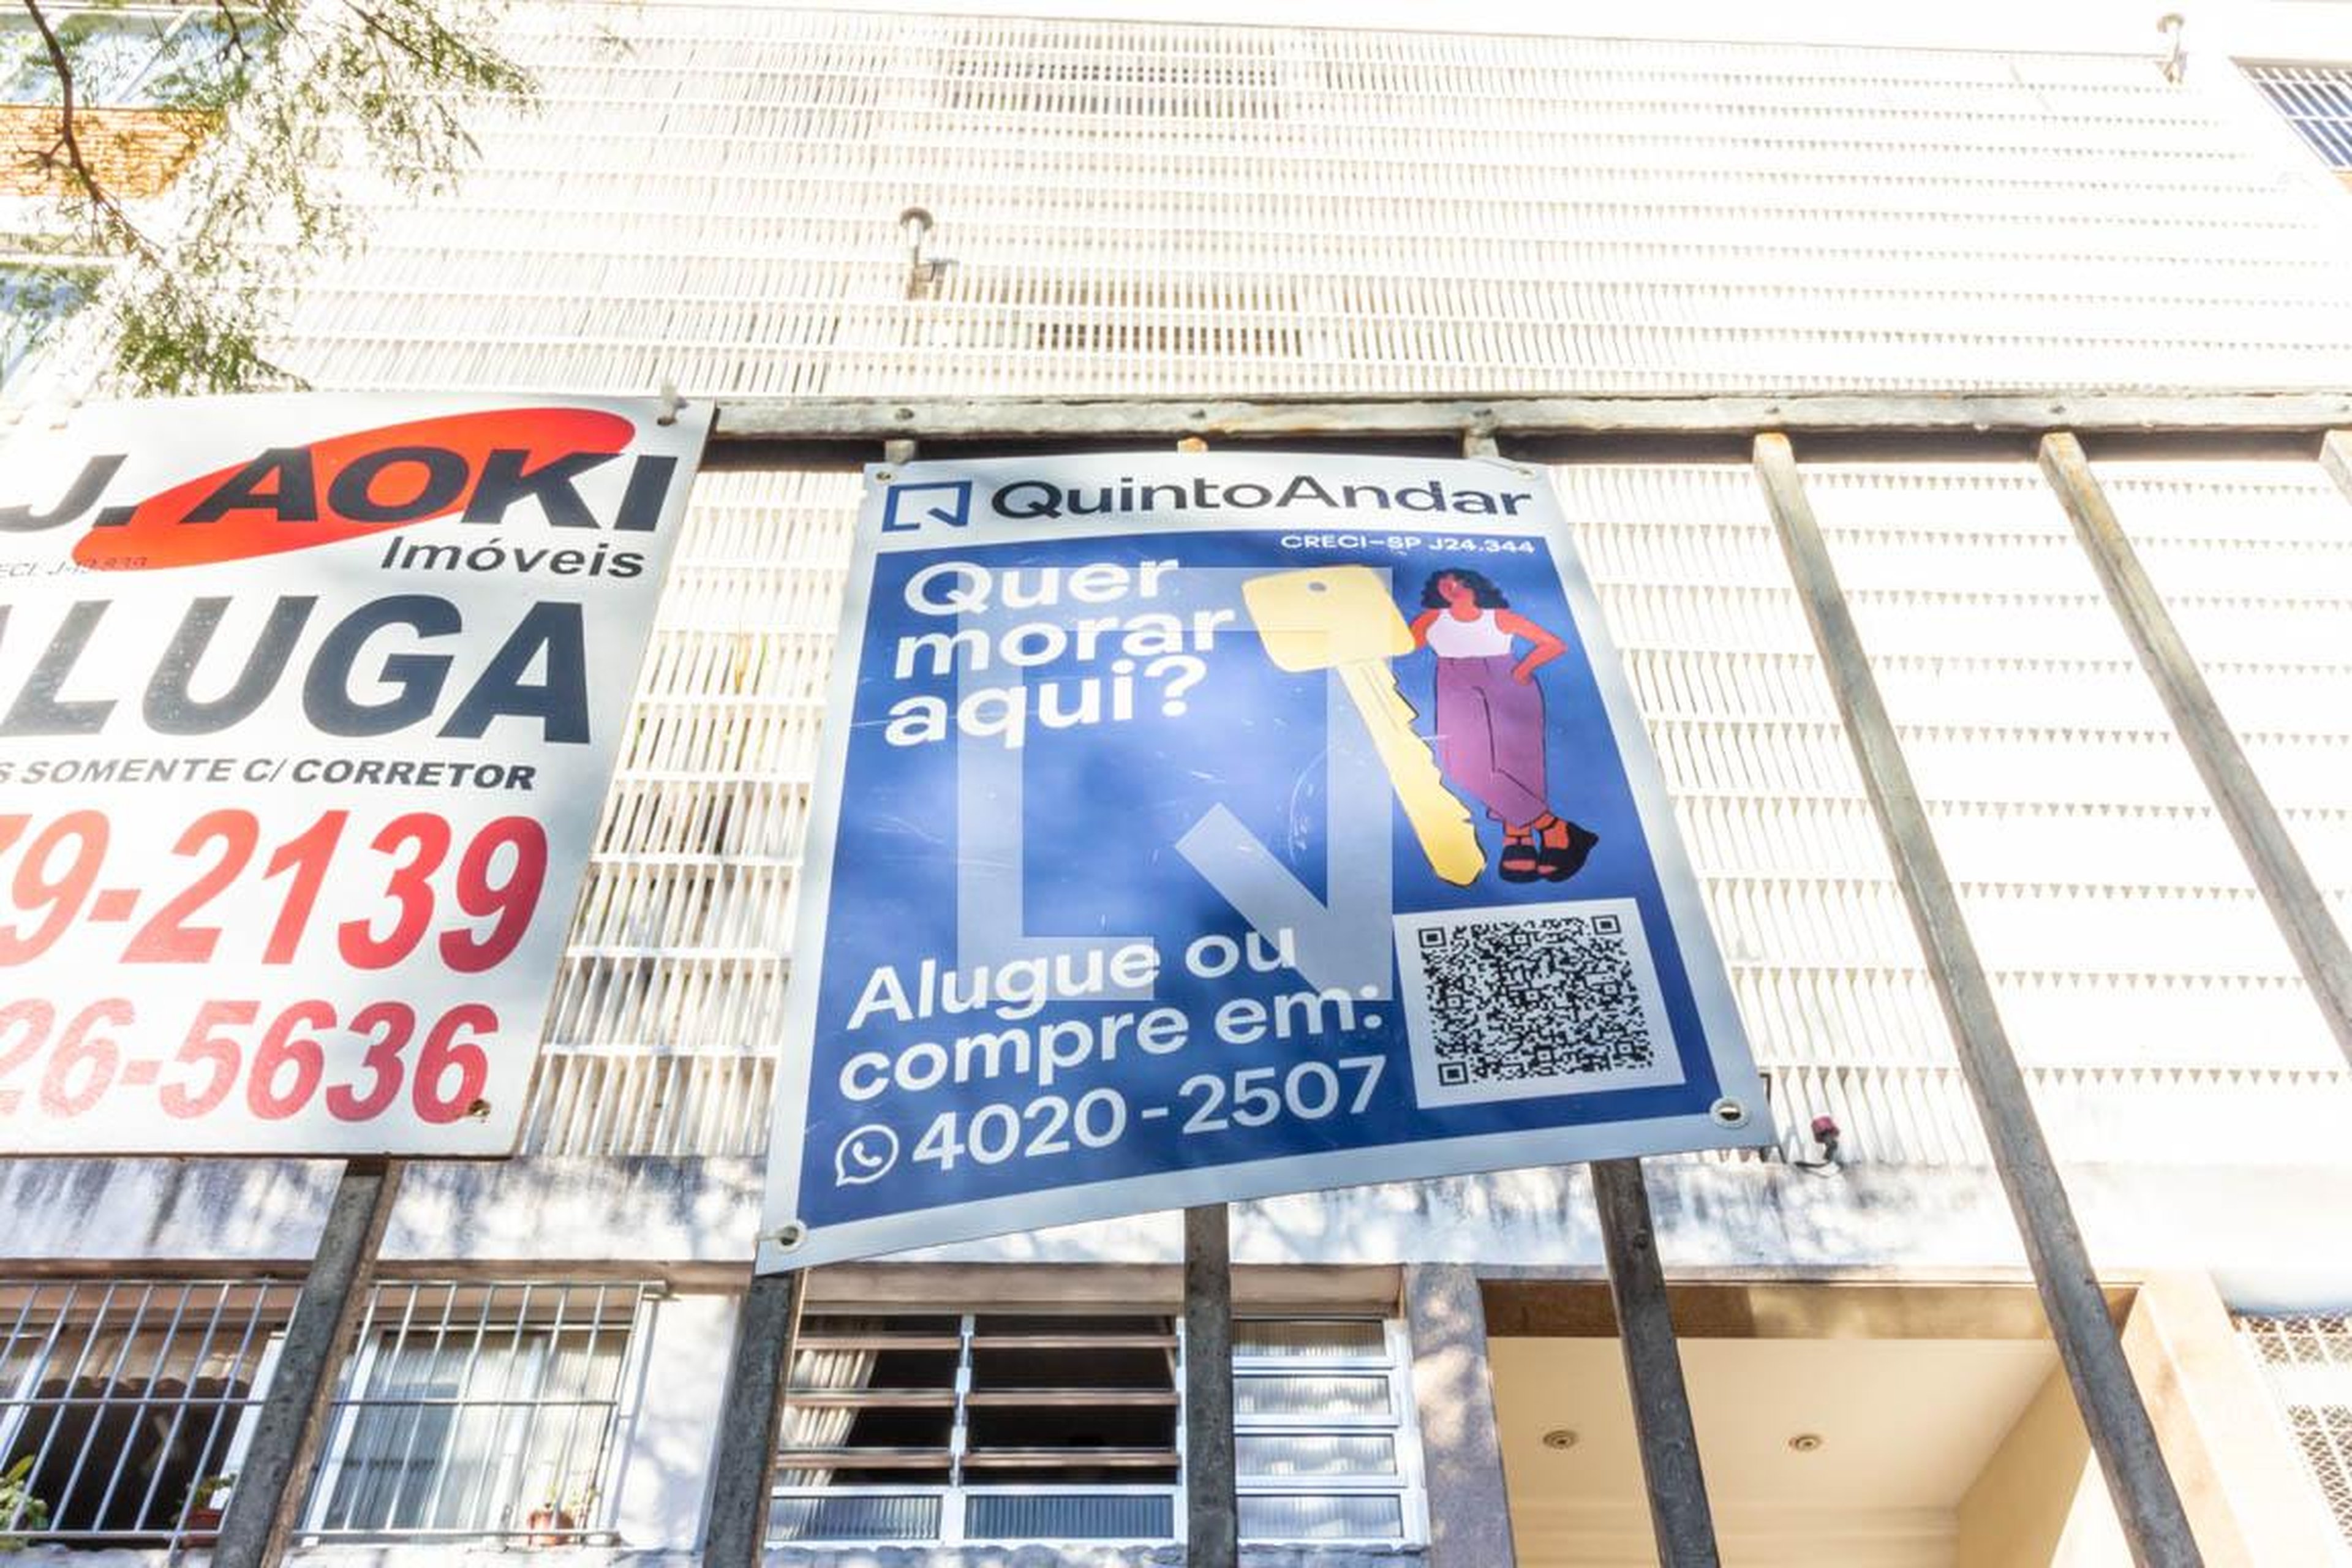 J. AOKI
Imóveis
ALUGA
SOMENTE C/ CORRETOR
79-2139
26-5636
QuintoAndar
CRECI-SP J24.344
Quer
morar
aqui?
Alugue ou
compre em:
4020-2507